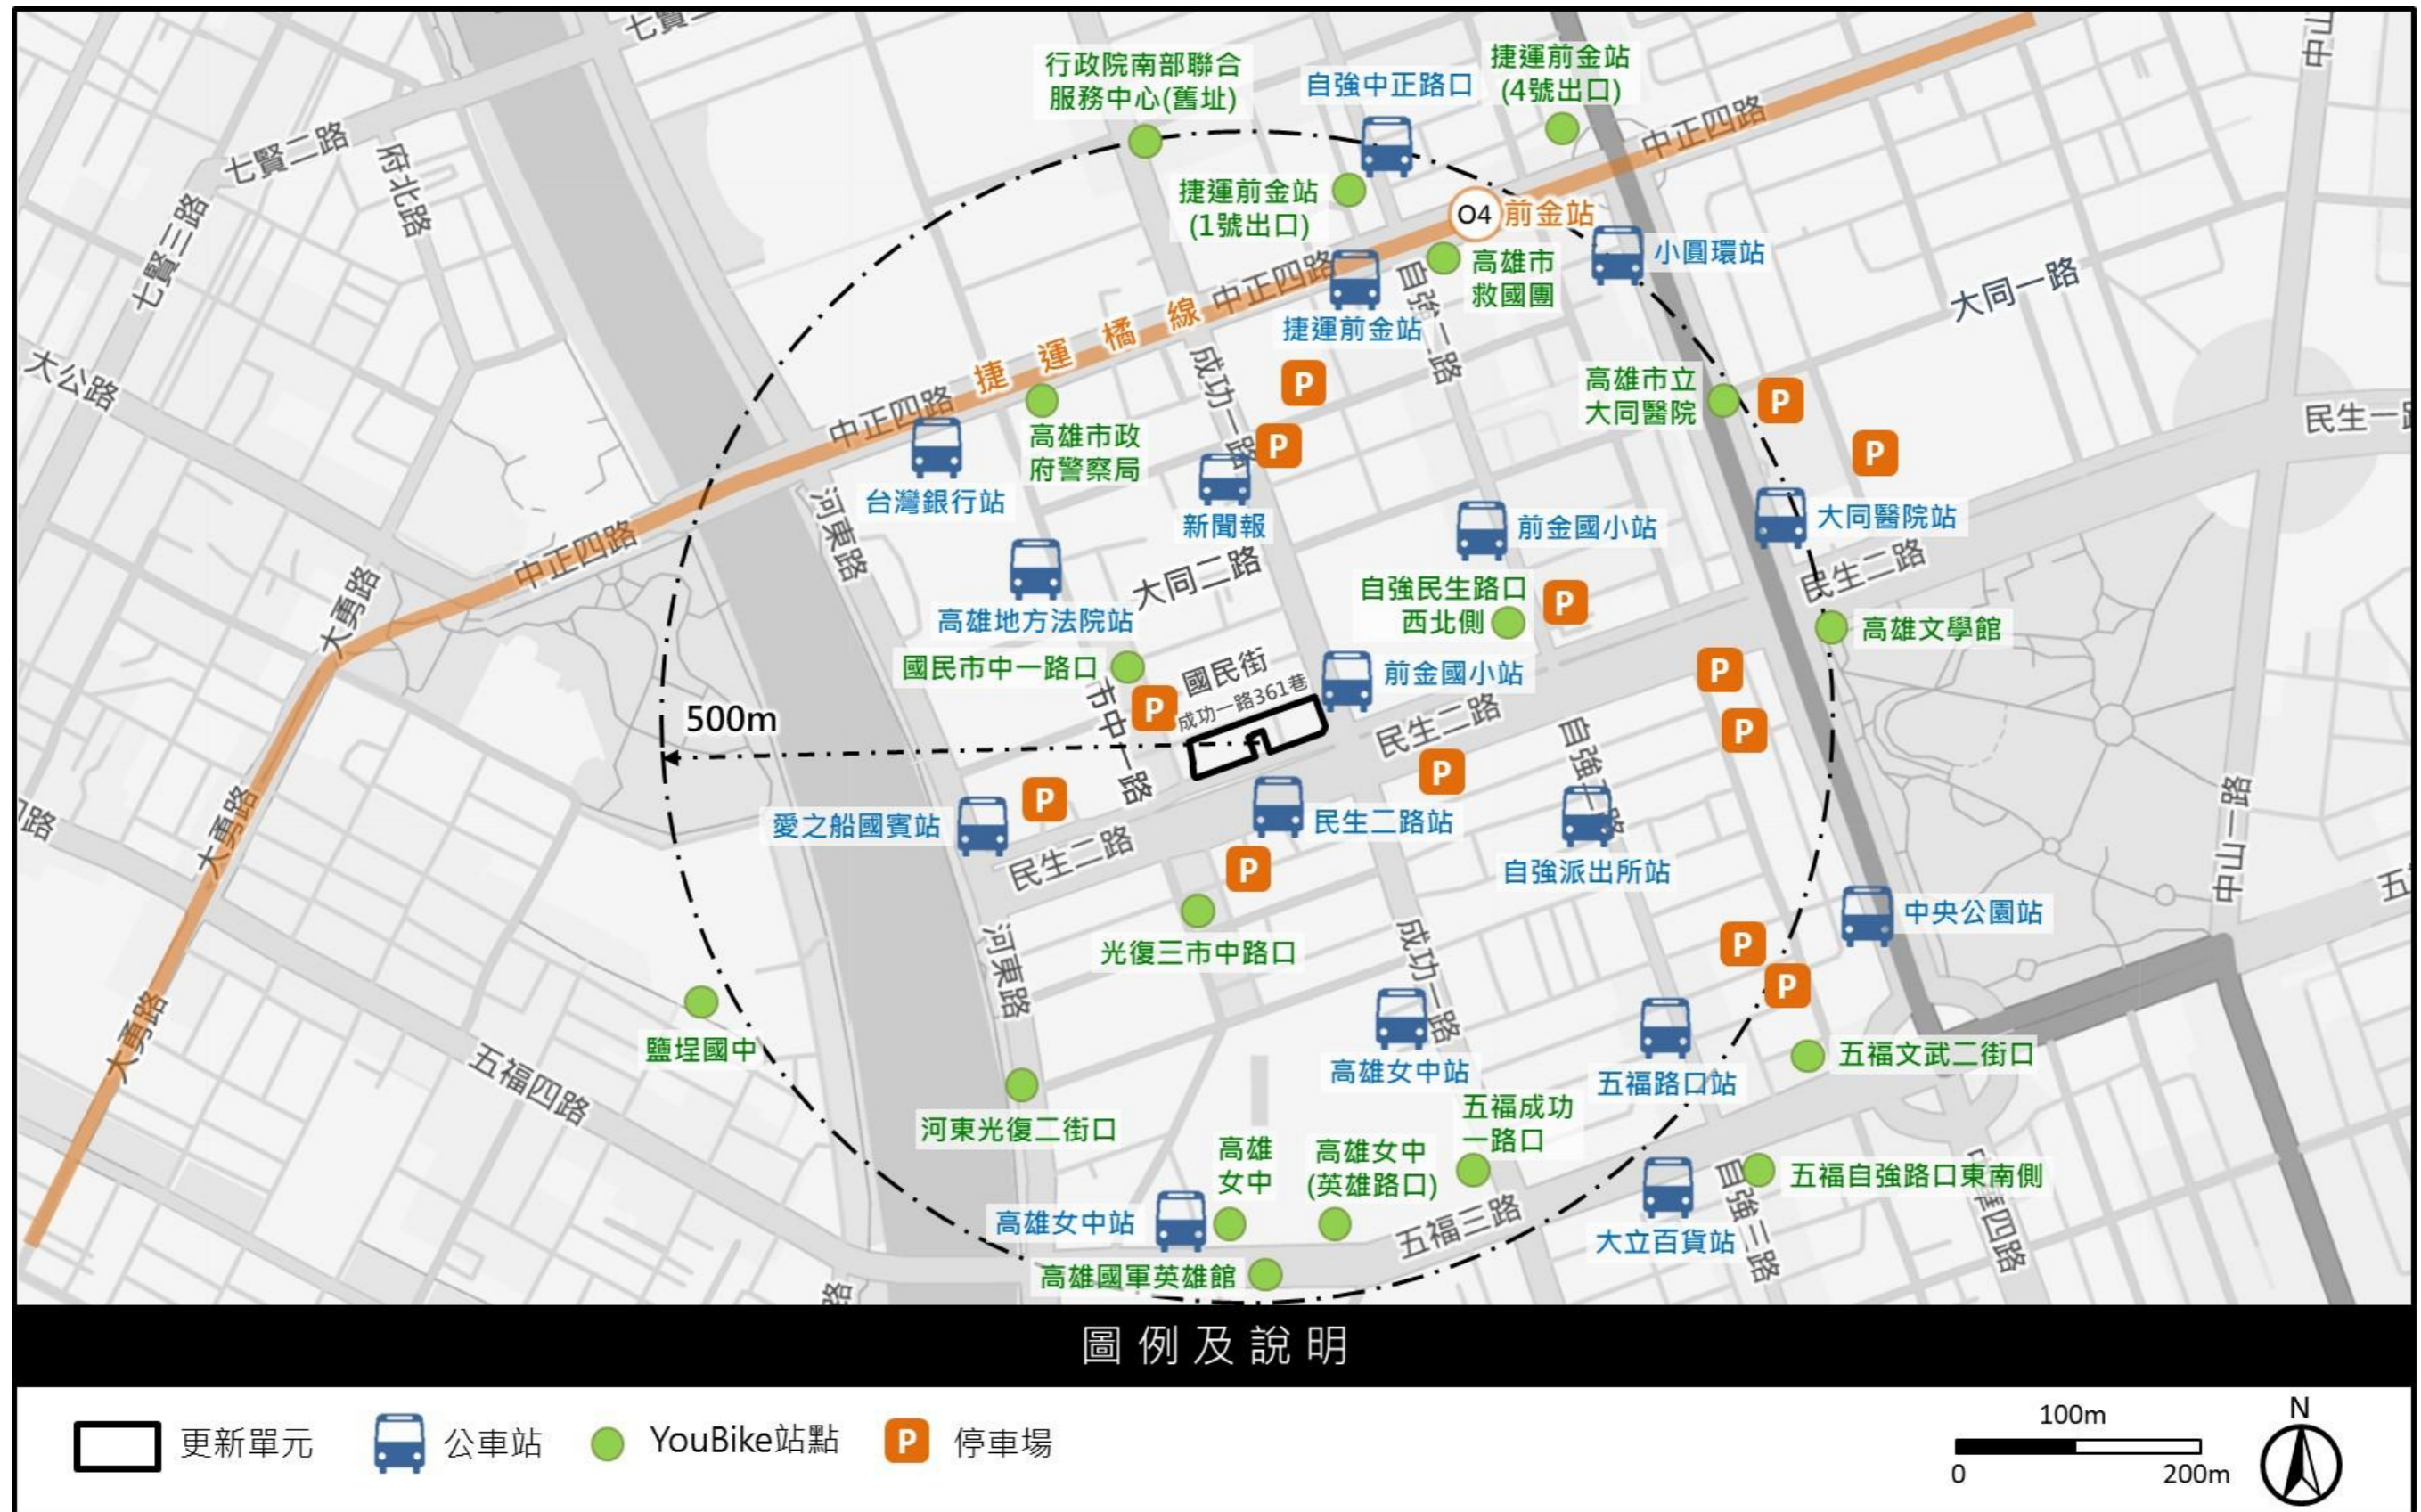 七賢二路
行政院南部聯合
服務中心(舊址)
自強中正路口
捷運前金站
(4號出口)
中正四路
七賢二路
府北路
七賢三路
捷運前金站
(1號出口)
O4 前金站
小圓環站
高雄市
救國團
大同一路
中正四路
捷運橘線
捷運前金站
自強一路
成功一路
大公路
高雄市立
大同醫院
民生一路
中正四路
高雄市政
府警察局
台灣銀行站
河東路
新聞報
前金國小站
大同醫院站
中正四路
大勇路
高雄地方法院站
大同二路
自強民生路口
西北側
民生二路
高雄文學館
國民市中一路口
國民街
成功一路361巷
前金國小站
市中一路
500m
民生二路
自強二路
大勇路
中山一路
愛之船國賓站
民生二路站
民生二路
自強派出所站
中央公園站
光復三市中路口
成功一路
河東路
大勇路
鹽埕國中
五福四路
高雄女中站
五福路口站
五福文武二街口
河東光復二街口
五福成功
一路口
高雄
女中
高雄女中
(英雄路口)
五福自強路口東南側
自強三路
高雄女中站
五福三路
大立百貨站
高雄國軍英雄館
圖例及說明
更新單元
公車站
YouBike站點
P 停車場
100m
0 200m
N